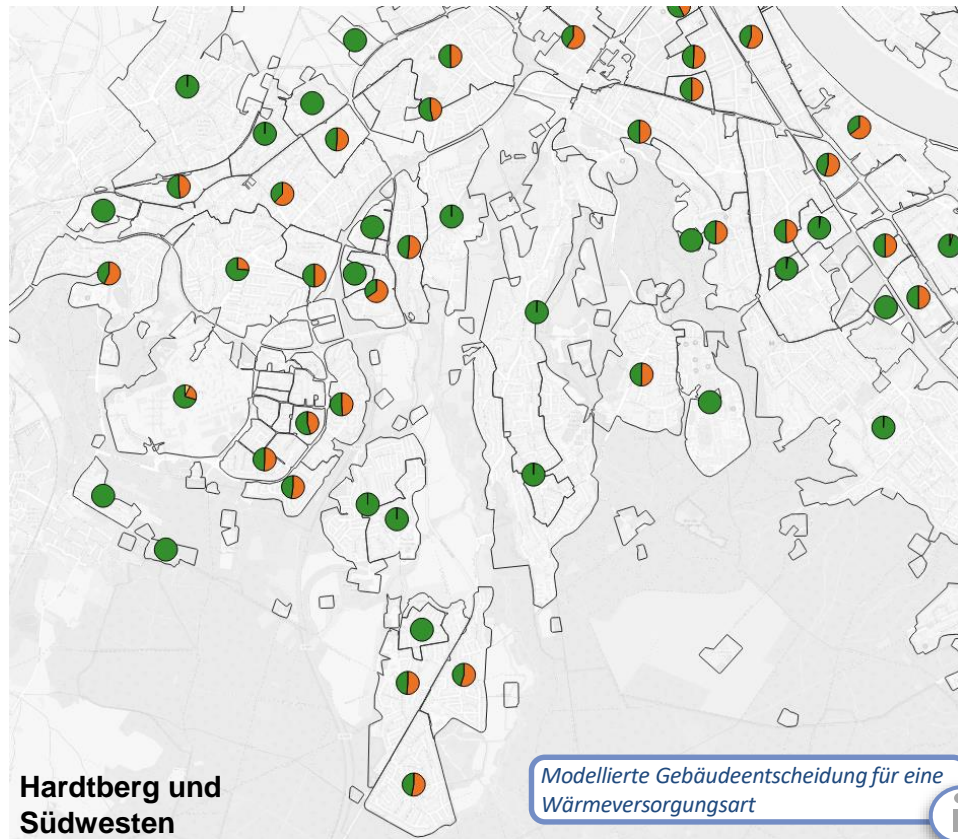 Hardtberg und
Südwesten
Modellierte Gebäudeentscheidung für eine
Wärmeversorgungsart
i